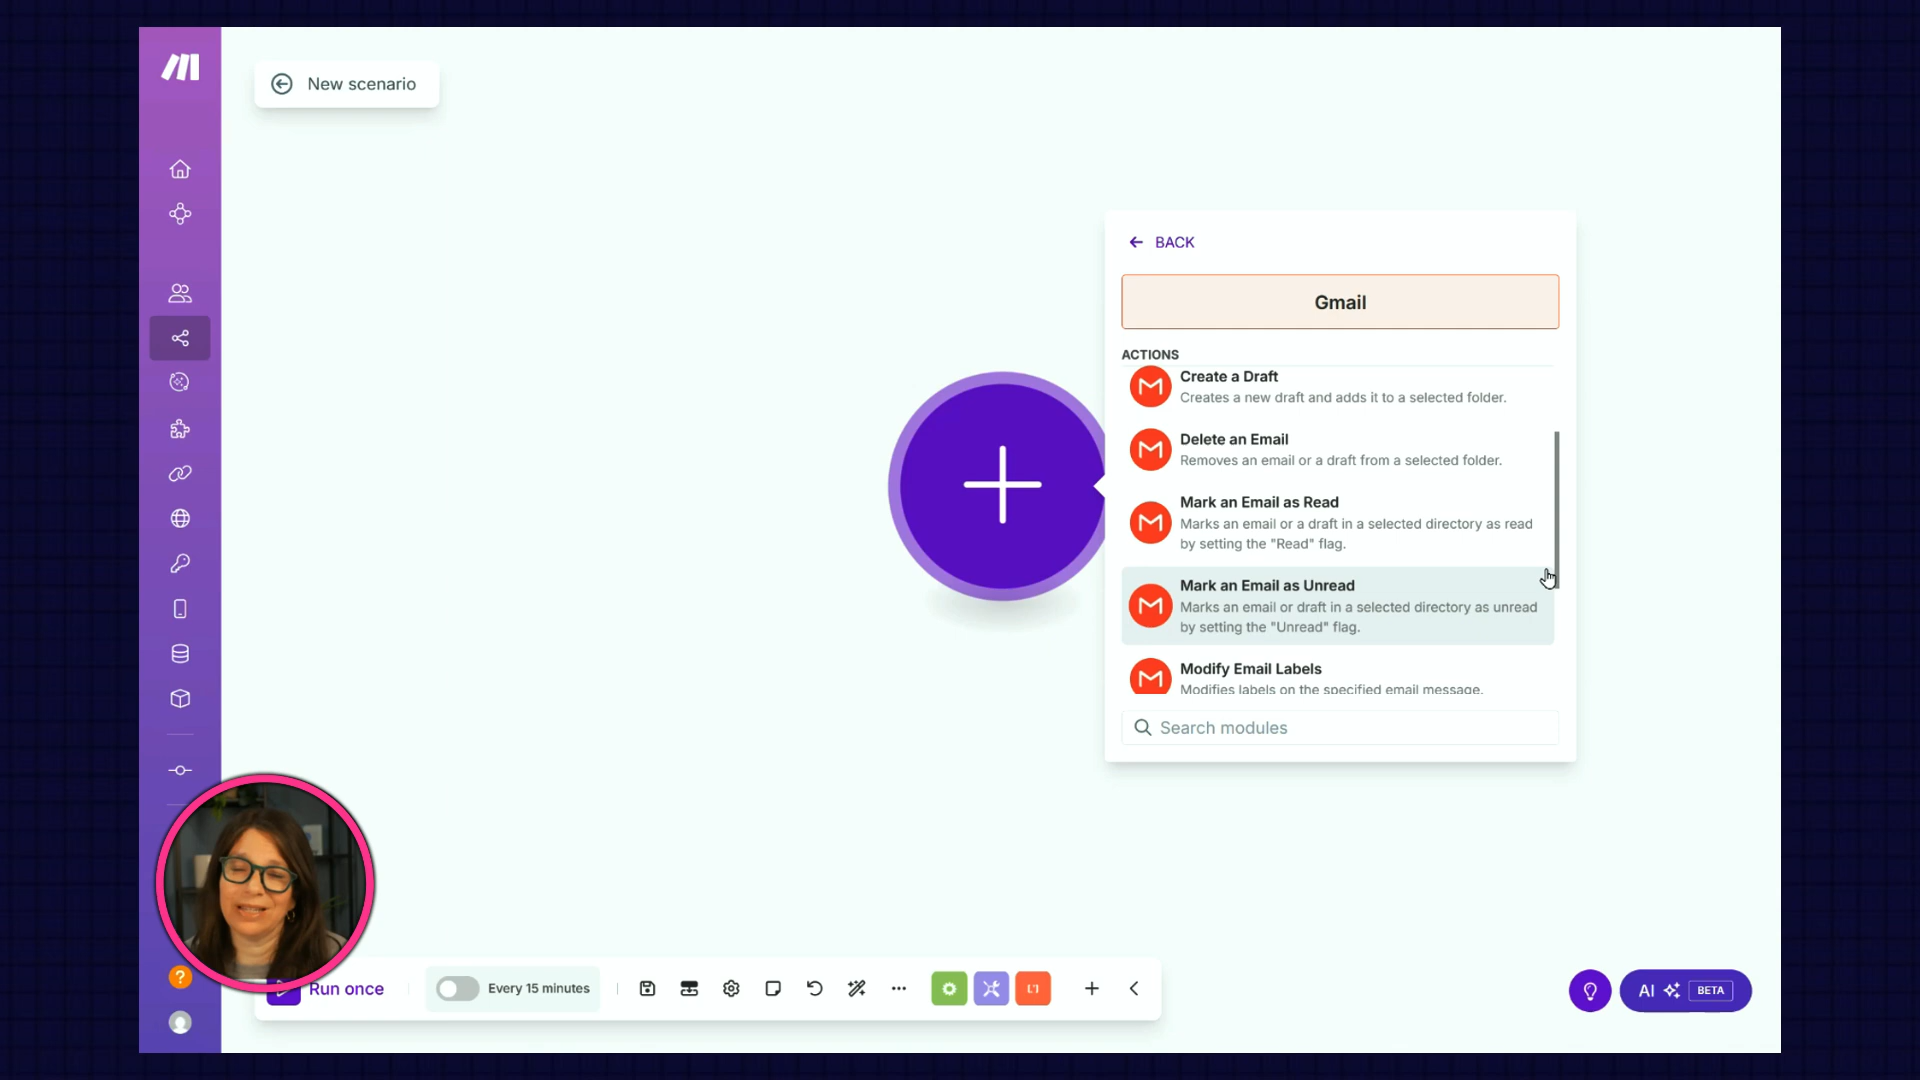 New scenario
BACK
Gmail
ACTIONS
Create a Draft
Creates a new draft and adds it to a selected folder.
Delete an Email
Removes an email or a draft from a selected folder.
Mark an Email as Read
Marks an email or a draft in a selected directory as read
by setting the "Read" flag.
Mark an Email as Unread
Marks an email or draft in a selected directory as unread
by setting the "Unread" flag.
Modify Email Labels
Modifies labels on the specified email message.
Search modules
?
Run once
Every 15 minutes
AI BETA